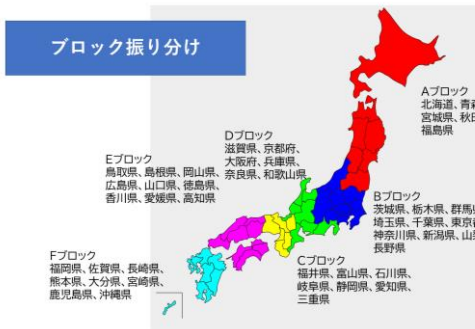 ブロック振り分け
Aブロック
北海道、青森
宮城県、秋田
福島県
Dブロック
滋賀県、京都府、
大阪府、兵庫県、
奈良県、和歌山県
Eブロック
鳥取県、島根県、岡山県、
広島県、山口県、徳島県、
香川県、愛媛県、高知県
Bブロック
茨城県、栃木県、群馬県
埼玉県、千葉県、東京都
神奈川県、新潟県、山梨
長野県
Fブロック
福岡県、佐賀県、長崎県、
熊本県、大分県、宮崎県、
鹿児島県、沖縄県
Cブロック
福井県、富山県、石川県、
岐阜県、静岡県、愛知県、
三重県